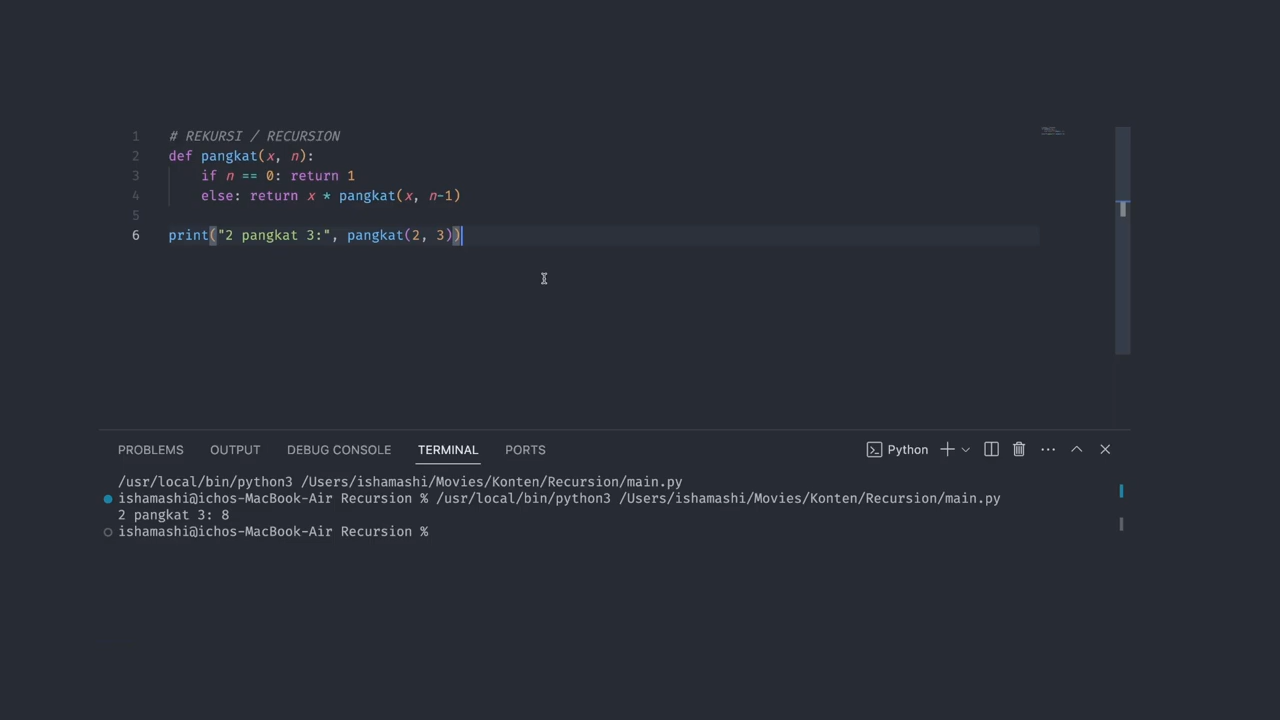 1 # REKURSI / RECURSION
2 def pangkat(x, n):
3 if n == 0: return 1
4 else: return x * pangkat(x, n-1)
5
6 print("2 pangkat 3:", pangkat(2, 3))
PROBLEMS OUTPUT DEBUG CONSOLE TERMINAL PORTS Python
/usr/local/bin/python3 /Users/ishamashi/Movies/Konten/Recursion/main.py
ishamashi@ichos-MacBook-Air Recursion % /usr/local/bin/python3 /Users/ishamashi/Movies/Konten/Recursion/main.py
2 pangkat 3: 8
ishamashi@ichos-MacBook-Air Recursion %